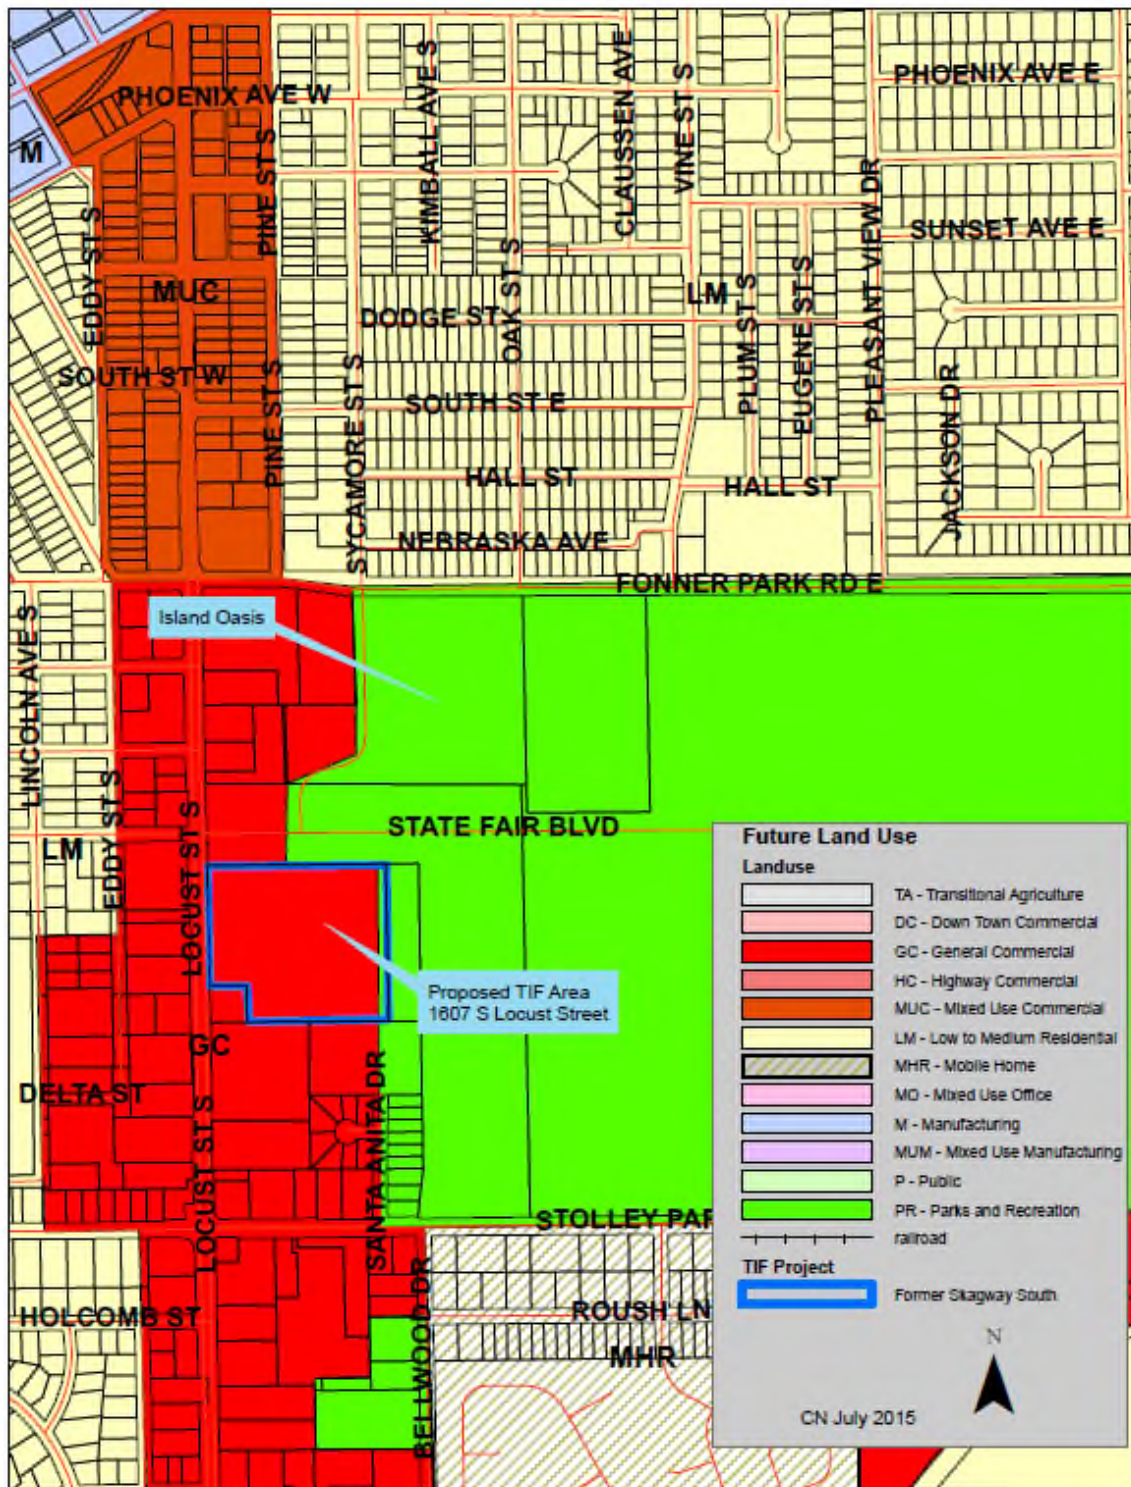 PHOENIX AVE W
KIMBALL AVE S
CLAUSSEN AVE
VINE ST S
PHOENIX AVE E
M
PINE ST S
EDDY ST S
PLEASANT VIEW DR
SUNSET AVE E
MUC
OAK ST S
LM
DODGE ST
PLUM ST S
EUGENE ST S
SOUTH ST W
SYCAMORE ST S
SOUTH ST E
PINE ST S
JACKSON DR
HALL ST
HALL ST
NEBRASKA AVE
FONNER PARK RD E
Island Oasis
LINCOLN AVE S
EDDY ST S
LOCUST ST S
STATE FAIR BLVD
LM
Proposed TIF Area
1607 S Locust Street
GC
DELTA ST
LOCUST ST S
SANTA ANITA DR
STOLLEY PAR
HOLCOMB ST
BELLWOOD DR
ROUSH LN
MHR
Future Land Use
Landuse
TA - Transitional Agriculture
DC - Down Town Commercial
GC - General Commercial
HC - Highway Commercial
MUC - Mixed Use Commercial
LM - Low to Medium Residential
MHR - Mobile Home
MO - Mixed Use Office
M - Manufacturing
MUM - Mixed Use Manufacturing
P - Public
PR - Parks and Recreation
railroad
TIF Project
Former Skagway South
N
CN July 2015